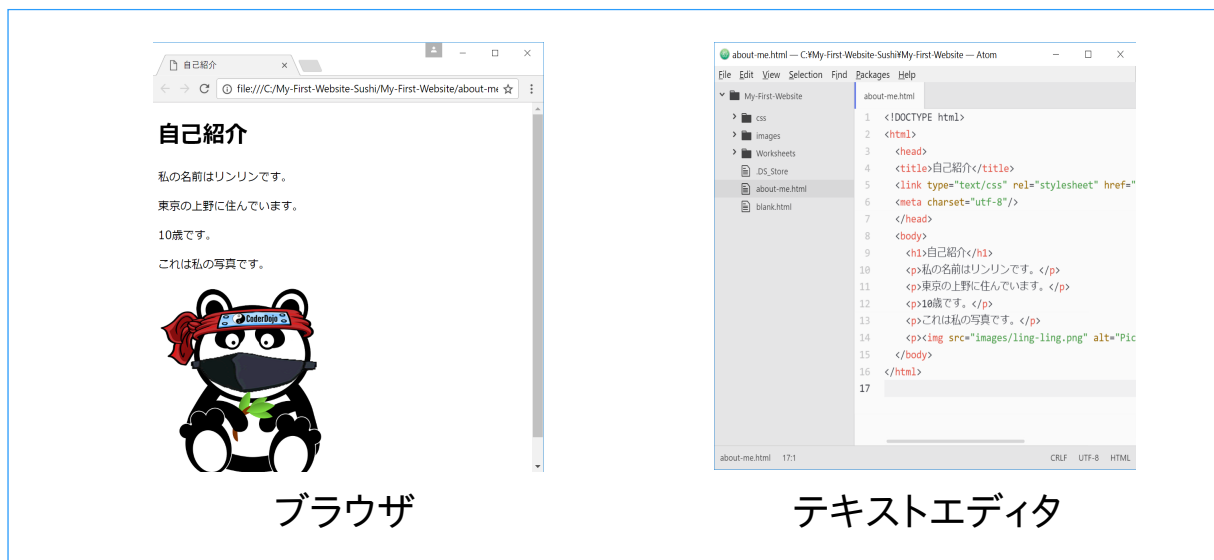 自己紹介
file:///C:/My-First-Website-Sushi/My-First-Website/about-me
自己紹介
私の名前はリンリンです。
東京の上野に住んでいます。
10歳です。
これは私の写真です。
CoderDojo
ブラウザ
about-me.html — C:¥My-First-Website-Sushi¥My-First-Website — Atom
File Edit View Selection Find Packages Help
My-First-Website
css
images
Worksheets
.DS_Store
about-me.html
blank.html
about-me.html
1 <!DOCTYPE html>
2 <html>
3 <head>
4 <title>自己紹介</title>
5 <link type="text/css" rel="stylesheet" href="
6 <meta charset="utf-8"/>
7 </head>
8 <body>
9 <h1>自己紹介</h1>
10 <p>私の名前はリンリンです。</p>
11 <p>東京の上野に住んでいます。</p>
12 <p>10歳です。</p>
13 <p>これは私の写真です。</p>
14 <p><img src="images/ling-ling.png" alt="Pic
15 </body>
16 </html>
17
about-me.html 17:1 CRLF UTF-8 HTML
テキストエディタ